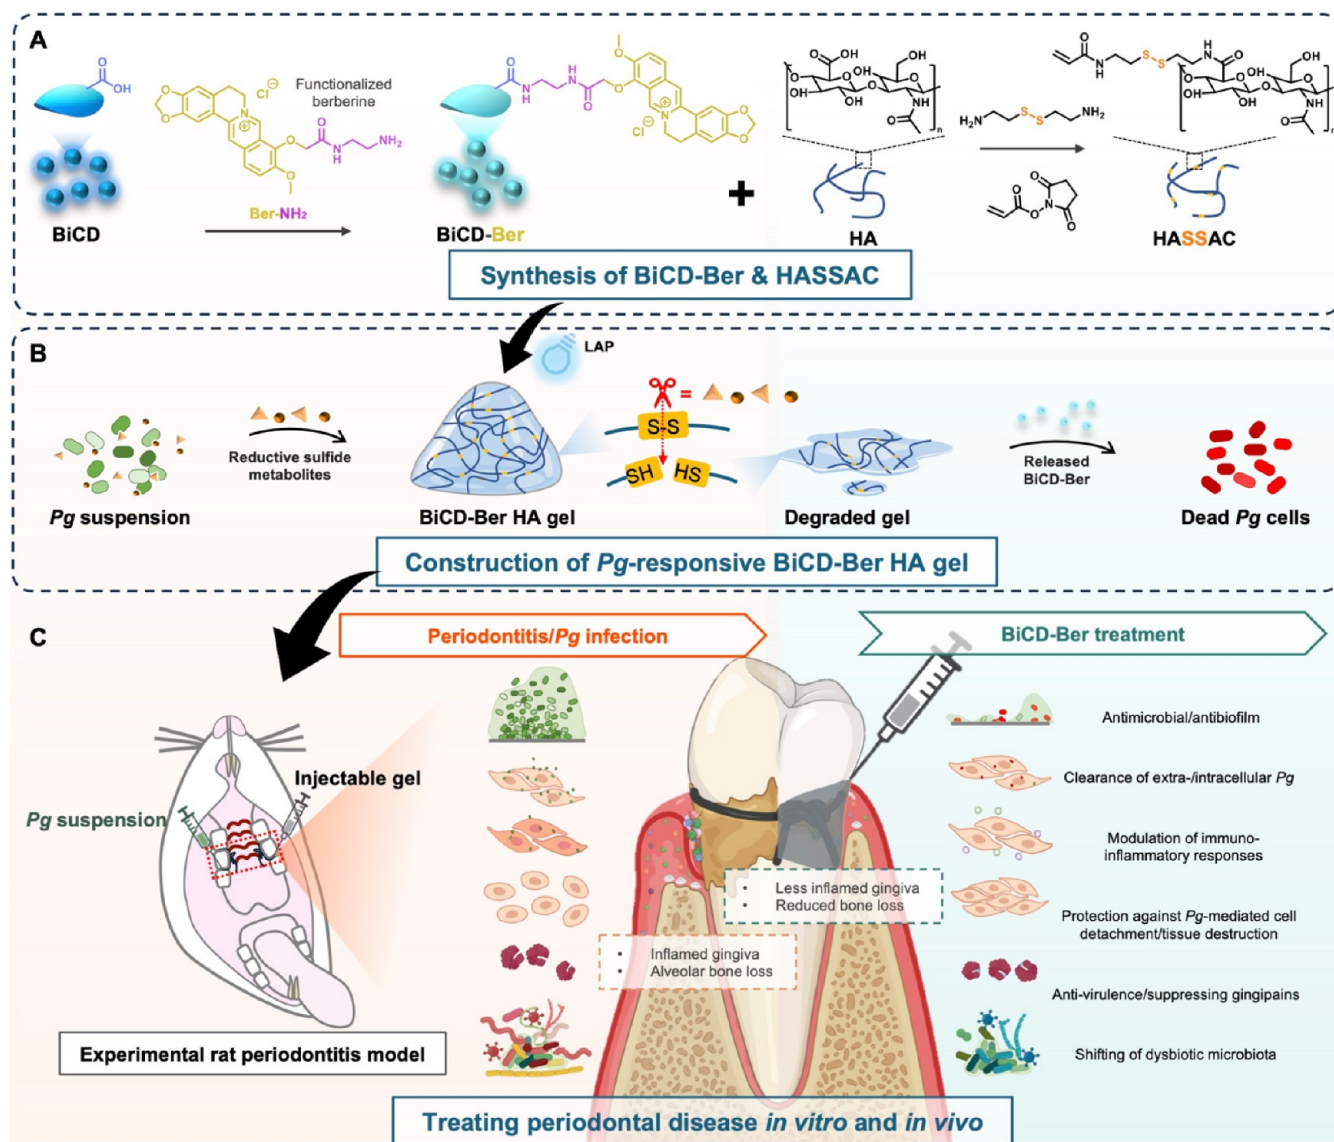 A
OH
O
BiCD
Cl⁻
Functionalized
berberine
Ber-NH₂
BiCD-Ber
Cl⁻
+
HA
H₂N
S-S
NH₂
HASSAC
Synthesis of BiCD-Ber & HASSAC
B
LAP
Reductive sulfide
metabolites
Pg suspension
BiCD-Ber HA gel
=
S-S
SH
HS
Degraded gel
Released
BiCD-Ber
Dead Pg cells
Construction of Pg-responsive BiCD-Ber HA gel
C
Periodontitis/Pg infection
BiCD-Ber treatment
Injectable gel
Pg suspension
Experimental rat periodontitis model
• Inflamed gingiva
• Alveolar bone loss
• Less inflamed gingiva
• Reduced bone loss
Antimicrobial/antibiofilm
Clearance of extra-/intracellular Pg
Modulation of immuno-
inflammatory responses
Protection against Pg-mediated cell
detachment/tissue destruction
Anti-virulence/suppressing gingipains
Shifting of dysbiotic microbiota
Treating periodontal disease in vitro and in vivo